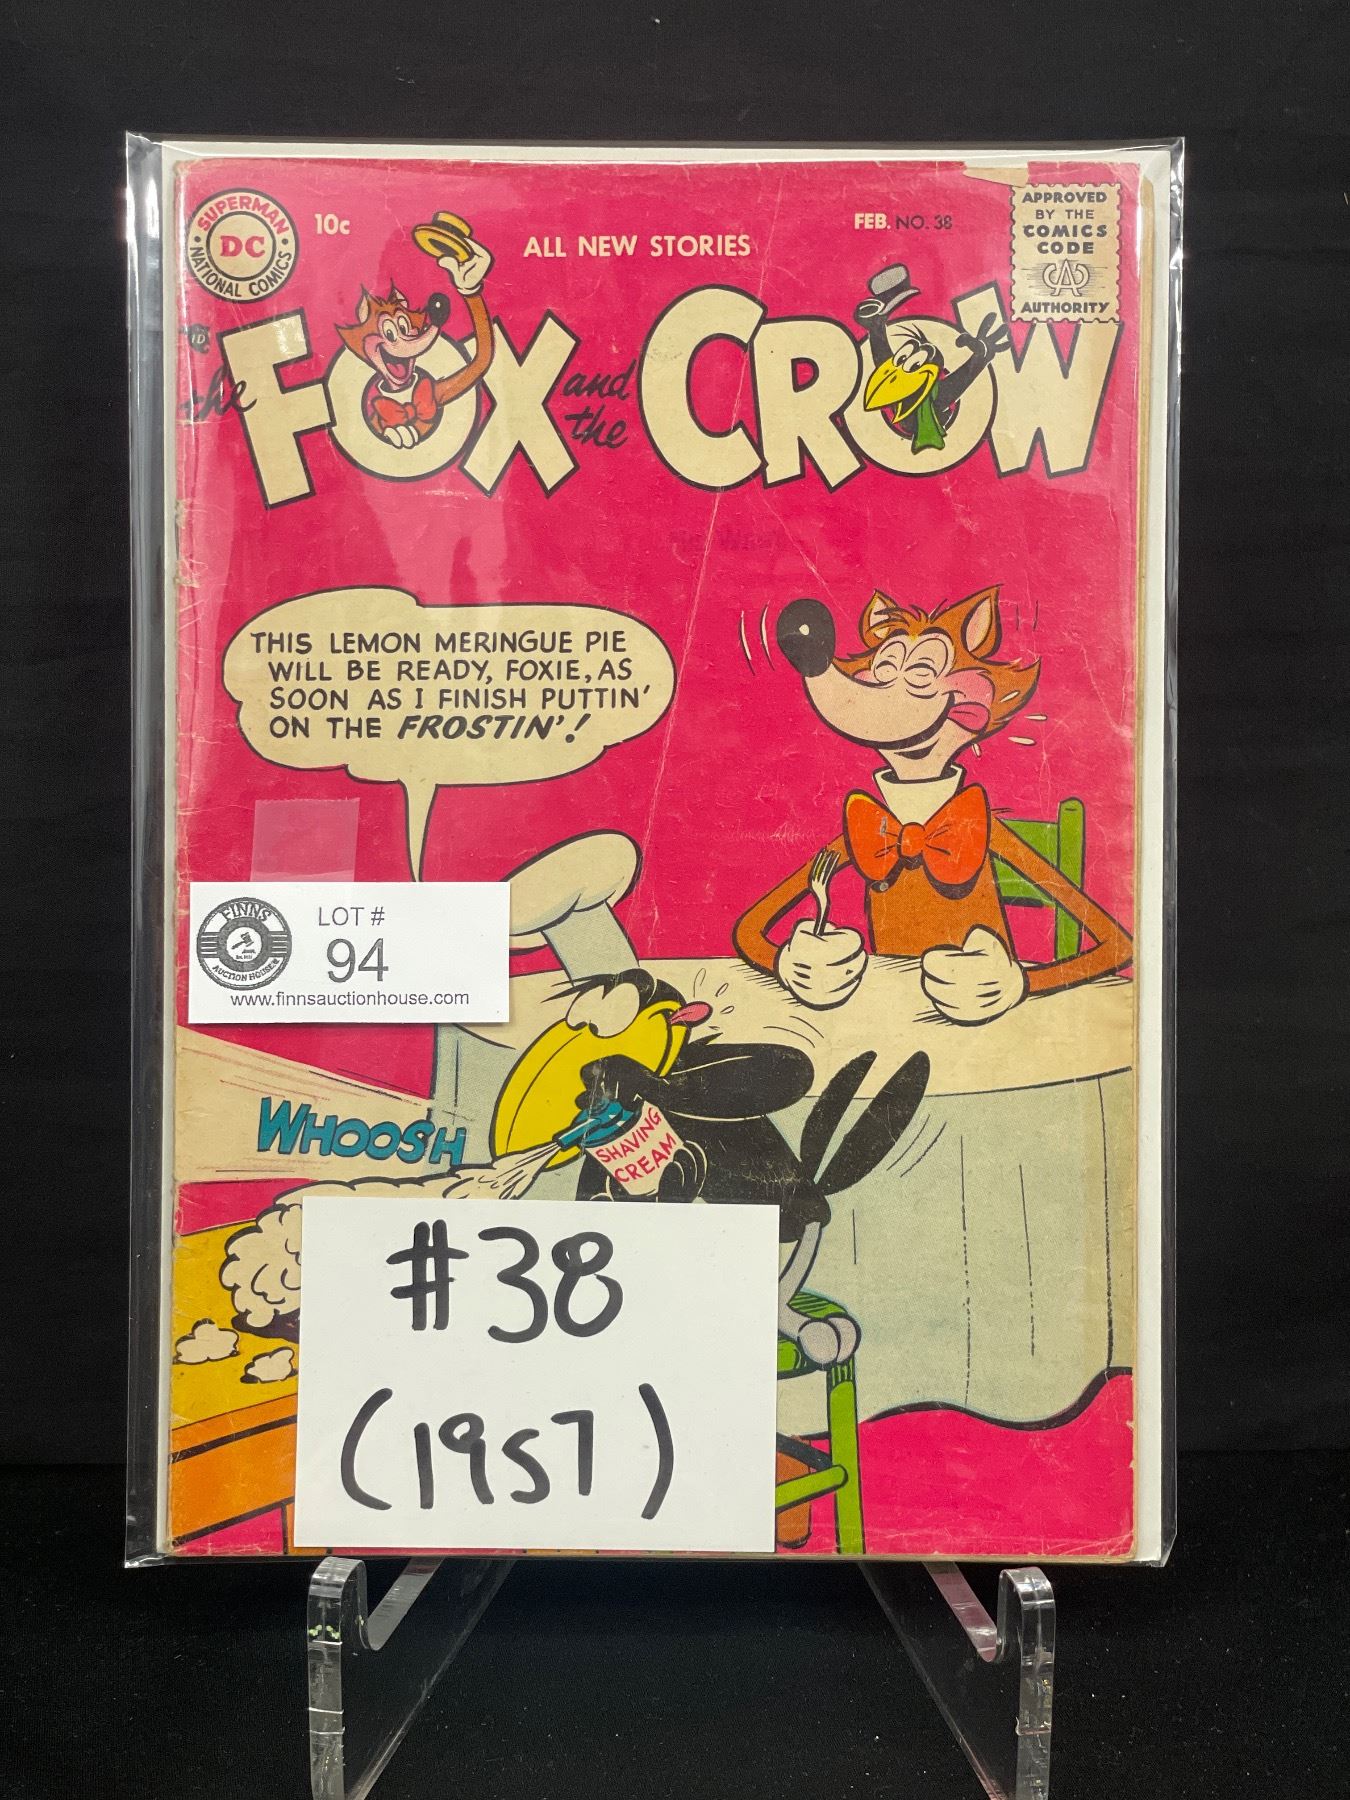 SUPERMAN
DC
NATIONAL COMICS
10c
ALL NEW STORIES
FEB. NO. 38
APPROVED
BY THE
COMICS
CODE
CA
AUTHORITY
the FOX and the CROW
THIS LEMON MERINGUE PIE
WILL BE READY, FOXIE, AS
SOON AS I FINISH PUTTIN'
ON THE FROSTIN'!
FINNS
AUCTION HOUSE
LOT #
94
www.finnsauctionhouse.com
WHOOSH
SHAVING
CREAM
#38
(1957)